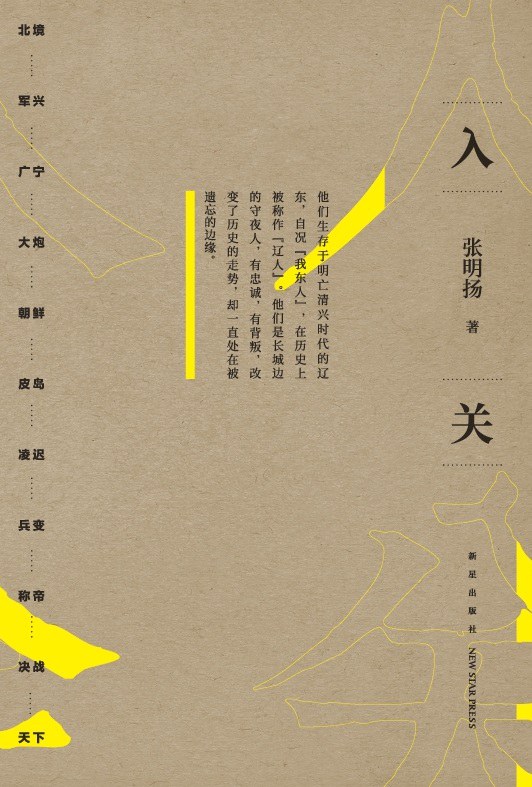 入
关
张明扬 著
新星出版社 NEW STAR PRESS
他们生存于明亡清兴时代的辽
东，自况『我东人』，在历史上
被称作『辽人』。他们是长城边
的守夜人，有忠诚，有背叛，改
变了历史的走势，却一直处在被
遗忘的边缘。
北境
军兴
广宁
大炮
朝鲜
皮岛
凌迟
兵变
称帝
决战
天下